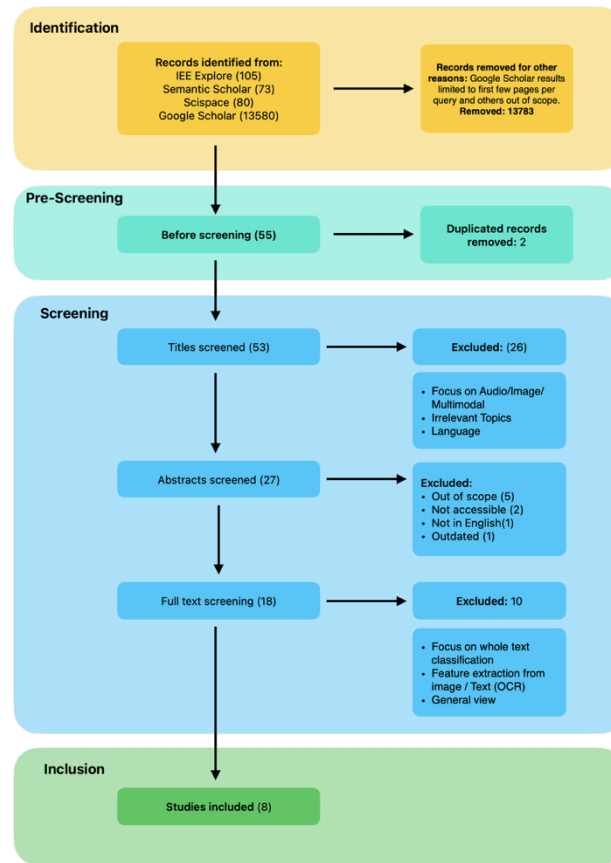 Identification
Records identified from:
IEE Explore (105)
Semantic Scholar (73)
Scispace (80)
Google Scholar (13580)
Records removed for other
reasons: Google Scholar results
limited to first few pages per
query and others out of scope.
Removed: 13783
Pre-Screening
Before screening (55)
Duplicated records
removed: 2
Screening
Titles screened (53)
Excluded: (26)
• Focus on Audio/Image/
Multimodal
• Irrelevant Topics
• Language
Abstracts screened (27)
Excluded:
• Out of scope (5)
• Not accessible (2)
• Not in English(1)
• Outdated (1)
Full text screening (18)
Excluded: 10
• Focus on whole text
classification
• Feature extraction from
image / Text (OCR)
• General view
Inclusion
Studies included (8)